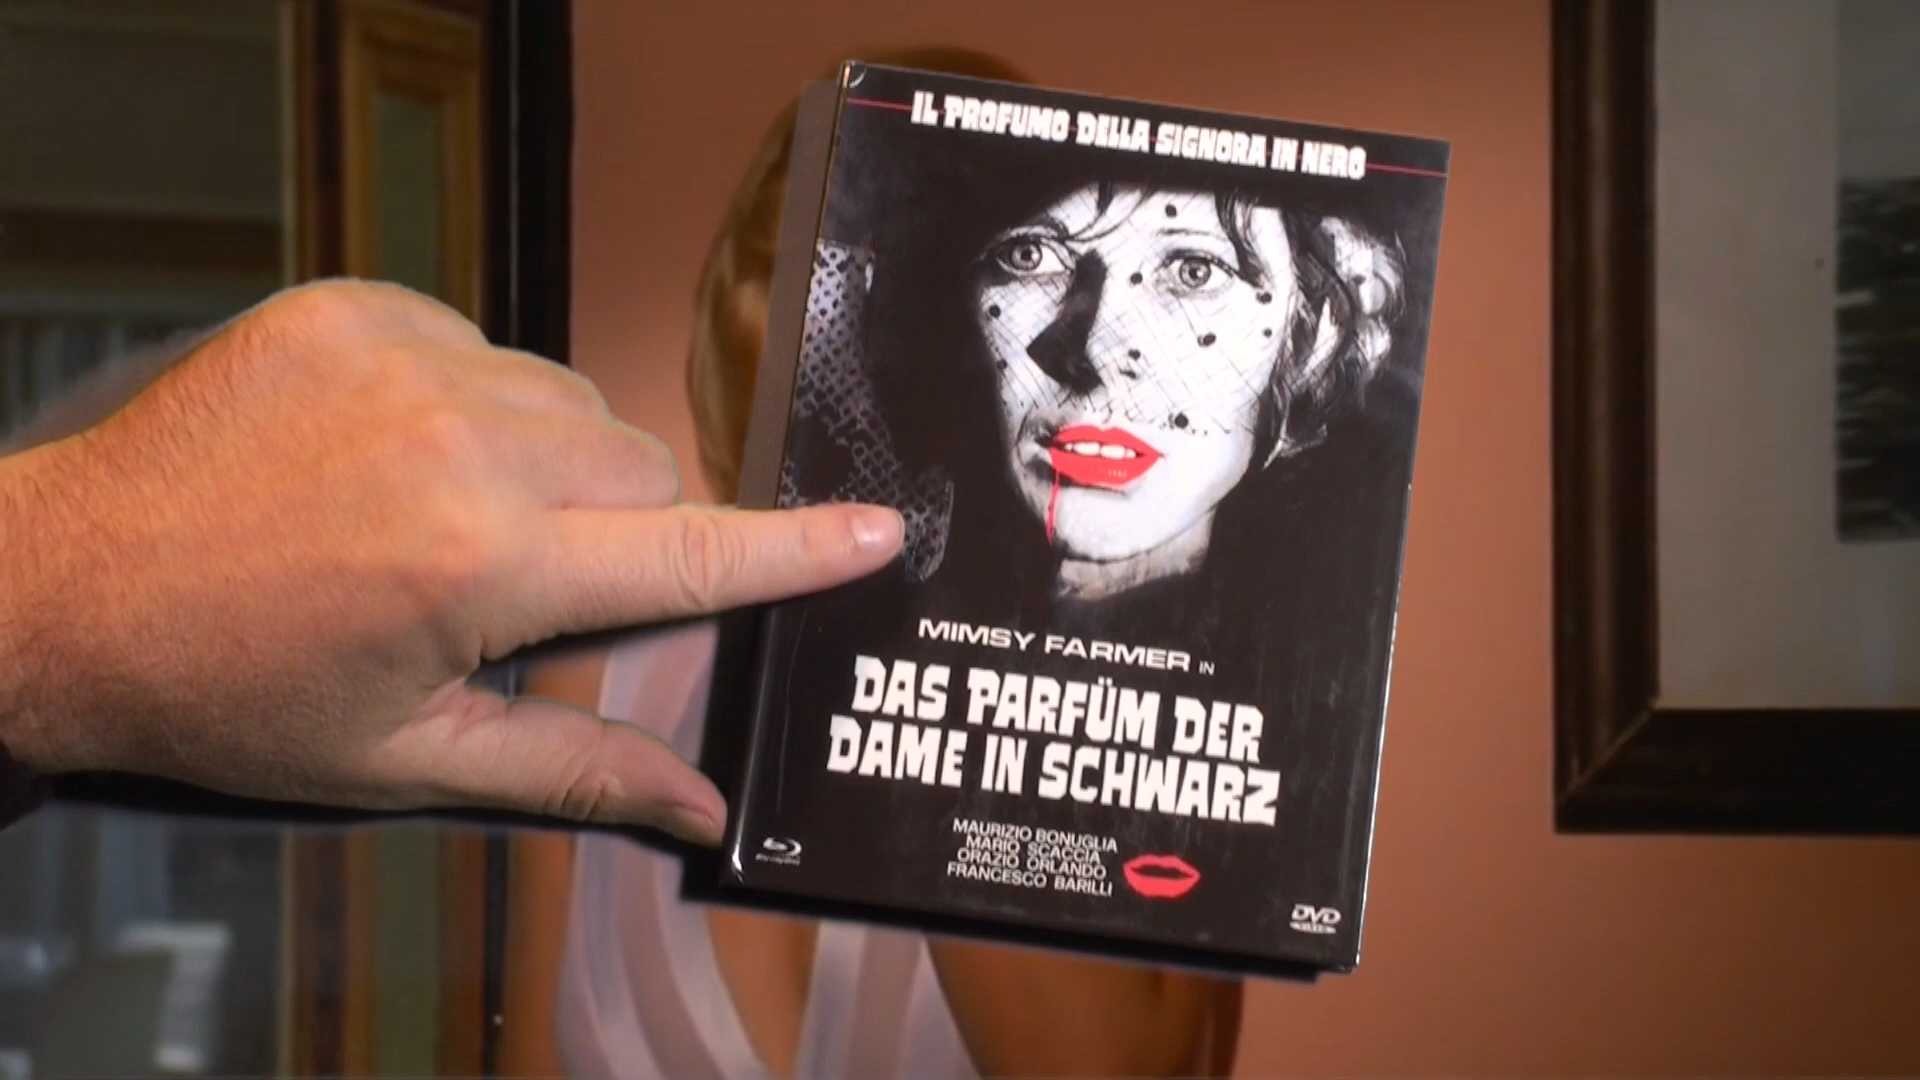 IL PROFUMO DELLA SIGNORA IN NERO
MIMSY FARMER IN
DAS PARFÜM DER
DAME IN SCHWARZ
MAURIZIO BONUGLIA
MARIO SCACCIA
ORAZIO ORLANDO
FRANCESCO BARILLI
DVD